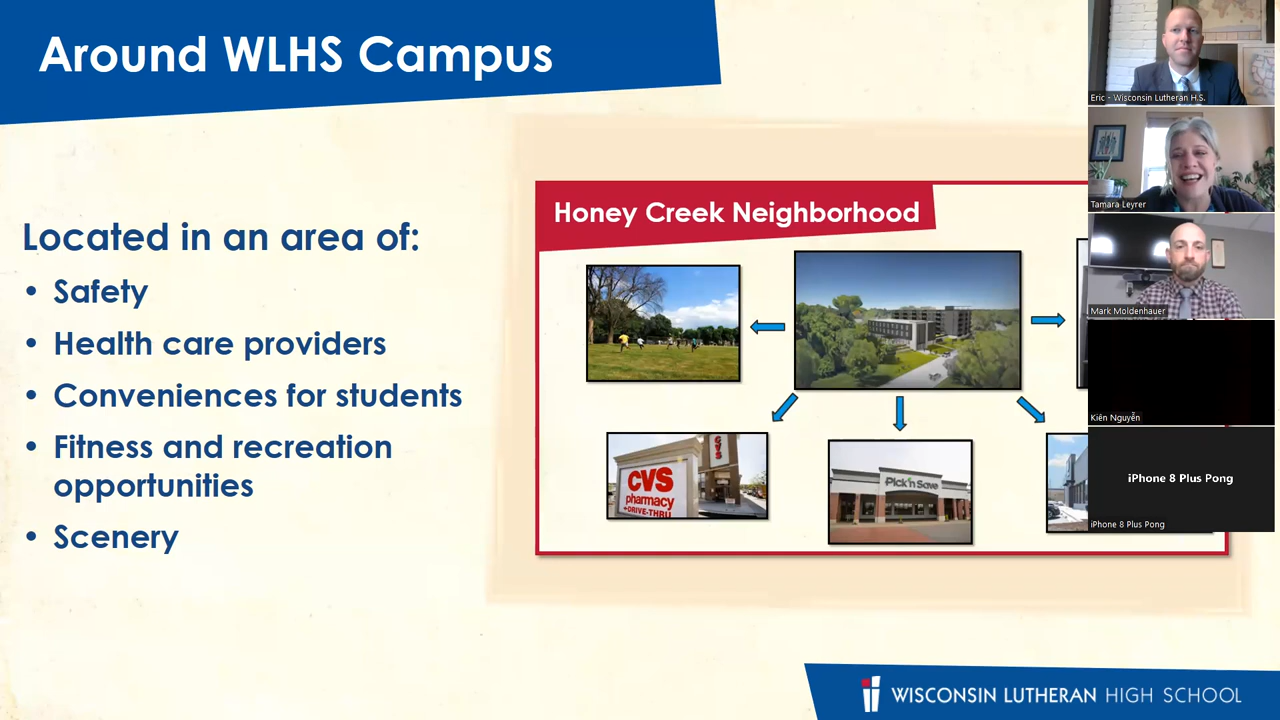 Around WLHS Campus
Located in an area of:
• Safety
• Health care providers
• Conveniences for students
• Fitness and recreation
opportunities
• Scenery
Honey Creek Neighborhood
CVS
pharmacy
DRIVE-THRU
CVS
Pick'n Save
Eric - Wisconsin Lutheran H.S.
Tamara Leyrer
Mark Moldenhauer
Kiên Nguyễn
iPhone 8 Plus Pong
iPhone 8 Plus Pong
WISCONSIN LUTHERAN HIGH SCHOOL